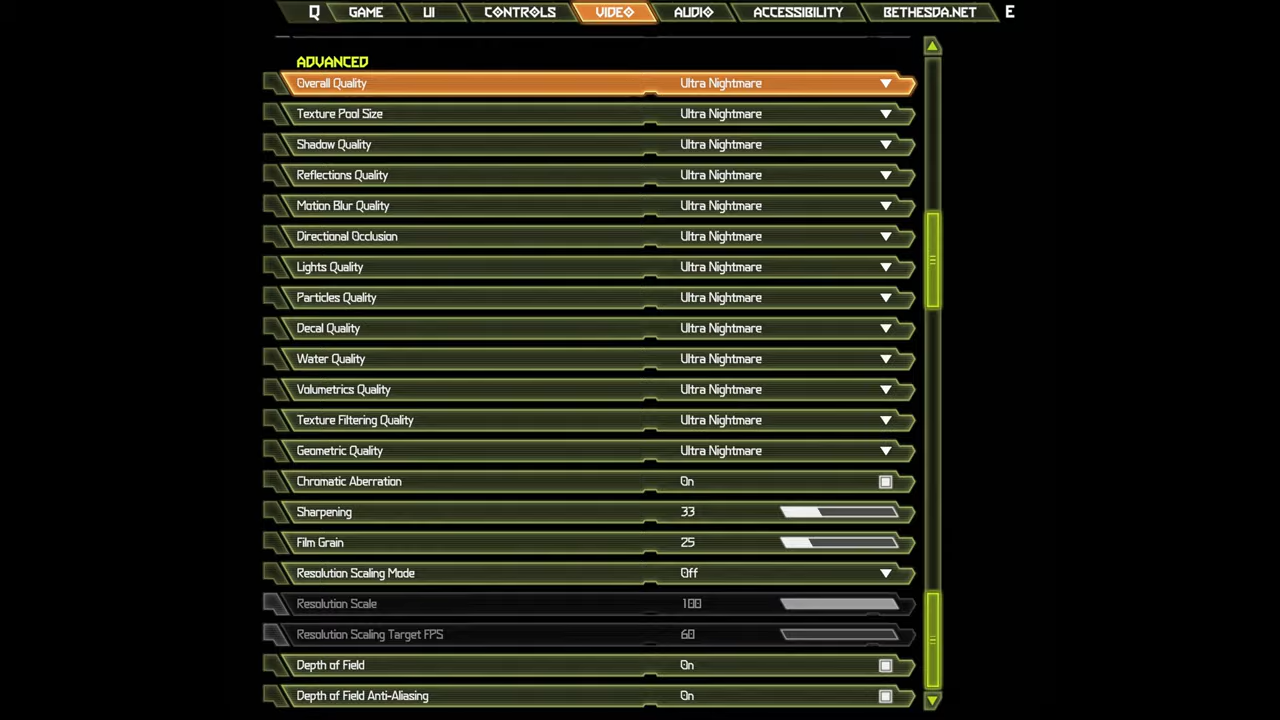 Q GAME UI CONTROLS VIDEO AUDIO ACCESSIBILITY BETHESDA.NET E
ADVANCED
Overall Quality Ultra Nightmare
Texture Pool Size Ultra Nightmare
Shadow Quality Ultra Nightmare
Reflections Quality Ultra Nightmare
Motion Blur Quality Ultra Nightmare
Directional Occlusion Ultra Nightmare
Lights Quality Ultra Nightmare
Particles Quality Ultra Nightmare
Decal Quality Ultra Nightmare
Water Quality Ultra Nightmare
Volumetrics Quality Ultra Nightmare
Texture Filtering Quality Ultra Nightmare
Geometric Quality Ultra Nightmare
Chromatic Aberration On
Sharpening 33
Film Grain 25
Resolution Scaling Mode Off
Resolution Scale 100
Resolution Scaling Target FPS 60
Depth of Field On
Depth of Field Anti-Aliasing On